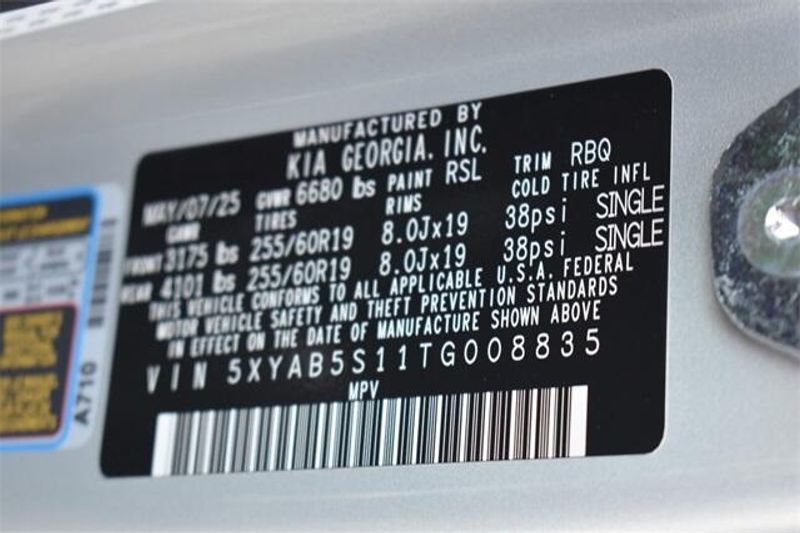 MANUFACTURED BY
KIA GEORGIA. INC.
MAY/07/25 GVWR 6680 lbs PAINT RSL TRIM RBQ
GAWR TIRES RIMS COLD TIRE INFL
FRONT 3175 lbs 255/60R19 8.0Jx19 38psi SINGLE
REAR 4101 lbs 255/60R19 8.0Jx19 38psi SINGLE
THIS VEHICLE CONFORMS TO ALL APPLICABLE U.S.A. FEDERAL
MOTOR VEHICLE SAFETY AND THEFT PREVENTION STANDARDS
IN EFFECT ON THE DATE OF MANUFACTURE SHOWN ABOVE
VIN 5XYAB5S11TG008835
MPV
A710